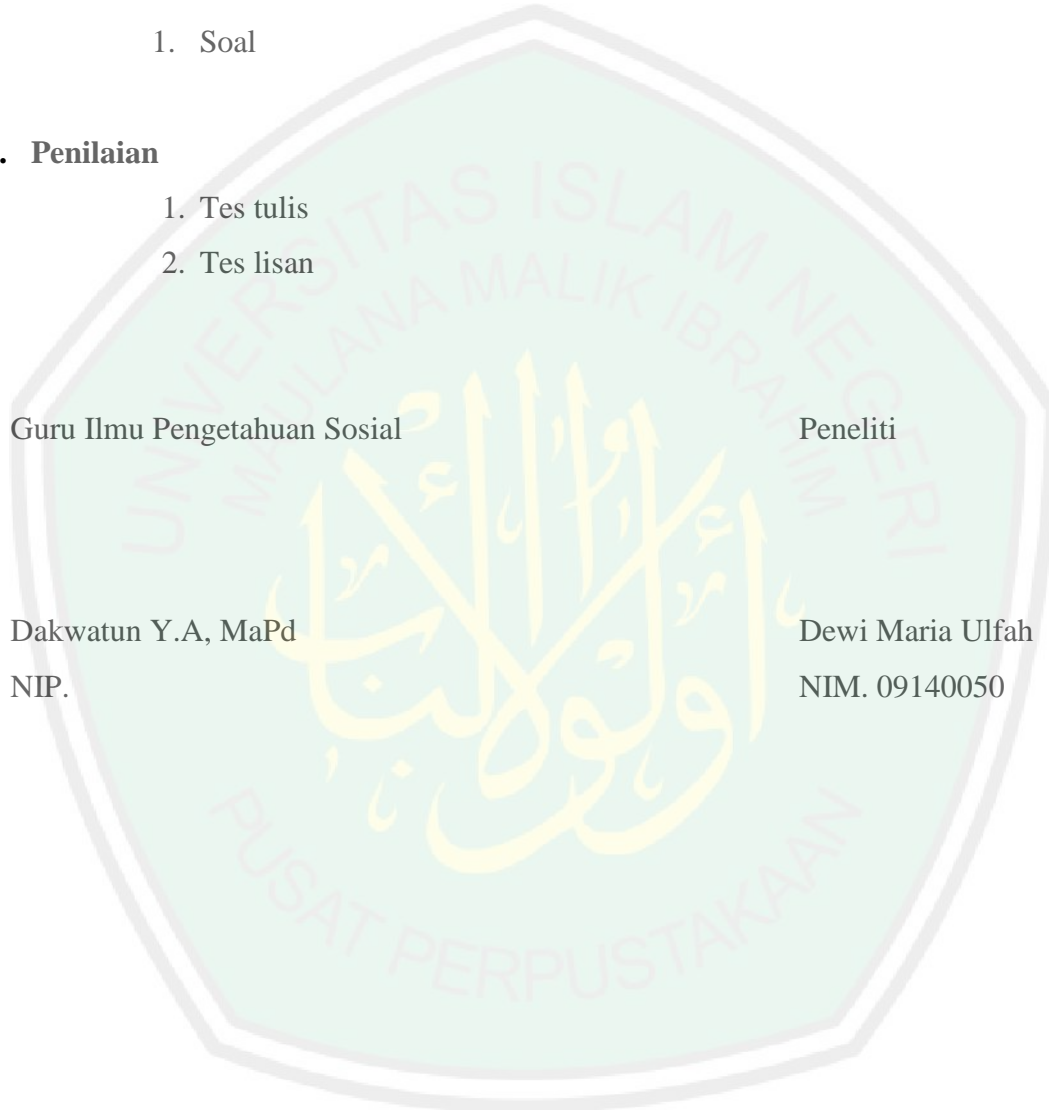 1. Soal
. Penilaian
1. Tes tulis
2. Tes lisan
Guru Ilmu Pengetahuan Sosial Peneliti
Dakwatun Y.A, MaPd Dewi Maria Ulfah
NIP. NIM. 09140050
UNIVERSITAS ISLAM NEGERI
MAULANA MALIK IBRAHIM
PUSAT PERPUSTAKAAN